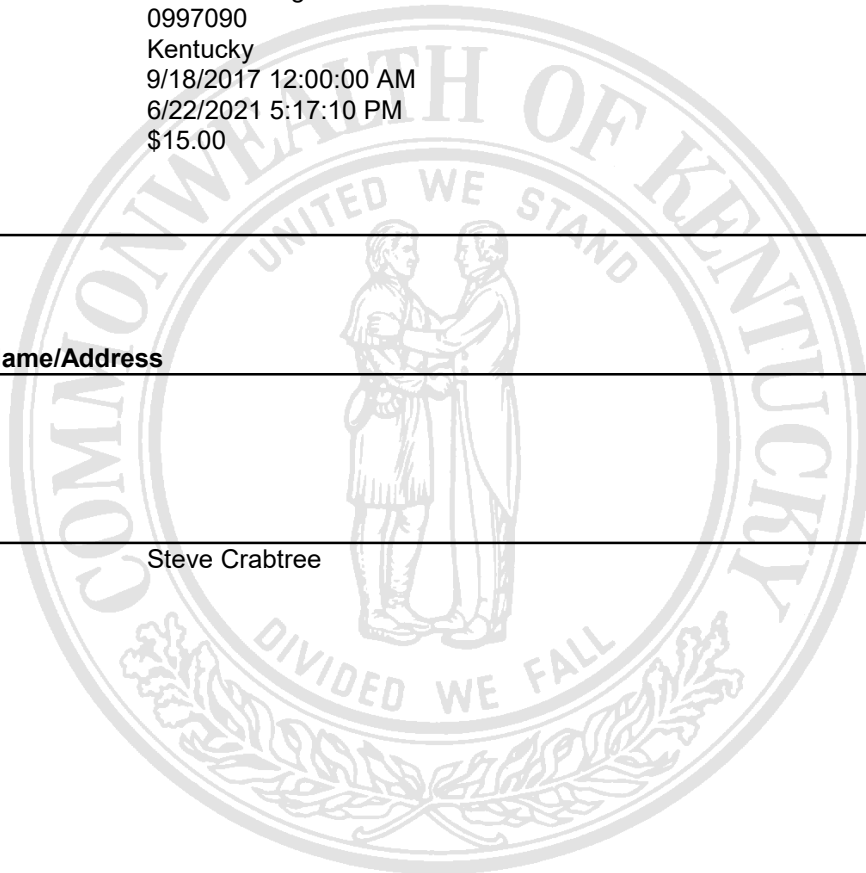 0997090
Kentucky
9/18/2017 12:00:00 AM
6/22/2021 5:17:10 PM
$15.00
COMMONWEALTH OF KENTUCKY
UNITED WE STAND
ame/Address
Steve Crabtree
DIVIDED WE FALL